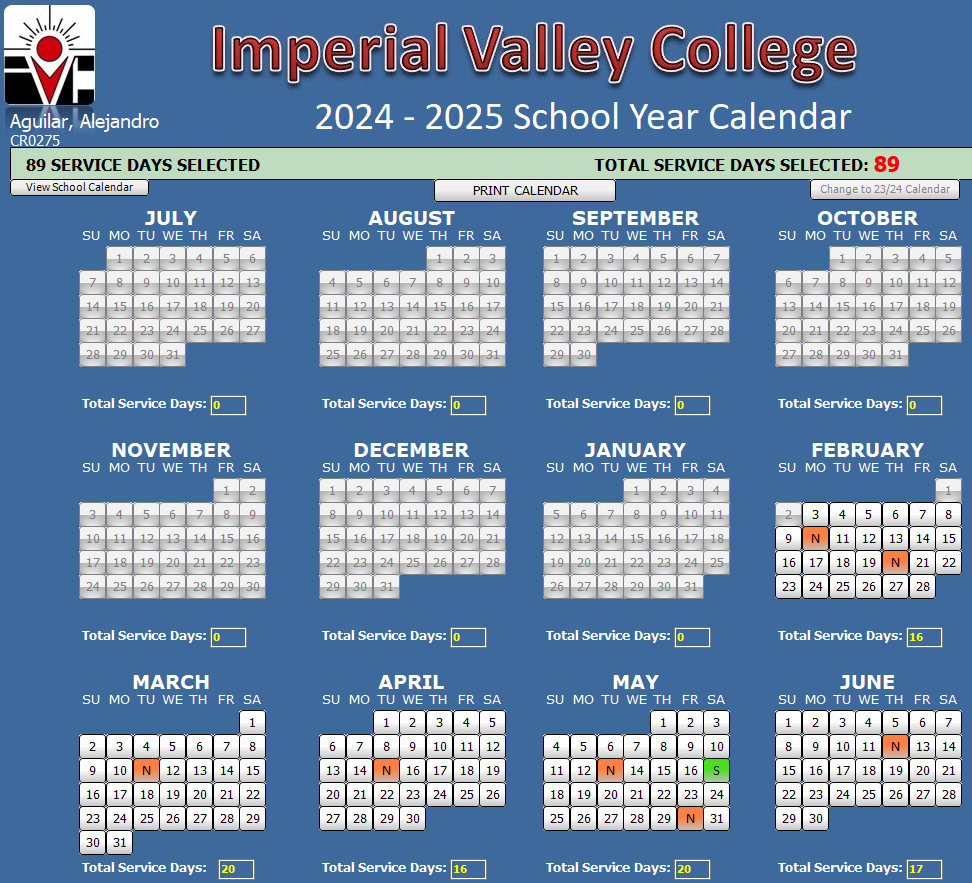 Imperial Valley College
2024 - 2025 School Year Calendar
Aguilar, Alejandro
CR0275
89 SERVICE DAYS SELECTED TOTAL SERVICE DAYS SELECTED: 89
View School Calendar PRINT CALENDAR Change to 23/24 Calendar
JULY AUGUST SEPTEMBER OCTOBER
SU MO TU WE TH FR SA SU MO TU WE TH FR SA SU MO TU WE TH FR SA SU MO TU WE TH FR SA
1 2 3 4 5 6 1 2 3 1 2 3 4 5 6 7 1 2 3 4 5
7 8 9 10 11 12 13 4 5 6 7 8 9 10 8 9 10 11 12 13 14 6 7 8 9 10 11 12
14 15 16 17 18 19 20 11 12 13 14 15 16 17 15 16 17 18 19 20 21 13 14 15 16 17 18 19
21 22 23 24 25 26 27 18 19 20 21 22 23 24 22 23 24 25 26 27 28 20 21 22 23 24 25 26
28 29 30 31 25 26 27 28 29 30 31 29 30 27 28 29 30 31
Total Service Days: 0 Total Service Days: 0 Total Service Days: 0 Total Service Days: 0
NOVEMBER DECEMBER JANUARY FEBRUARY
SU MO TU WE TH FR SA SU MO TU WE TH FR SA SU MO TU WE TH FR SA SU MO TU WE TH FR SA
1 2 1 2 3 4 5 6 7 1 2 3 4 1
3 4 5 6 7 8 9 8 9 10 11 12 13 14 5 6 7 8 9 10 11 2 3 4 5 6 7 8
10 11 12 13 14 15 16 15 16 17 18 19 20 21 12 13 14 15 16 17 18 9 N 11 12 13 14 15
17 18 19 20 21 22 23 22 23 24 25 26 27 28 19 20 21 22 23 24 25 16 17 18 19 N 21 22
24 25 26 27 28 29 30 29 30 31 26 27 28 29 30 31 23 24 25 26 27 28
Total Service Days: 0 Total Service Days: 0 Total Service Days: 0 Total Service Days: 16
MARCH APRIL MAY JUNE
SU MO TU WE TH FR SA SU MO TU WE TH FR SA SU MO TU WE TH FR SA SU MO TU WE TH FR SA
1 1 2 3 4 5 1 2 3 1 2 3 4 5 6 7
2 3 4 5 6 7 8 6 7 8 9 10 11 12 4 5 6 7 8 9 10 8 9 10 11 N 13 14
9 10 N 12 13 14 15 13 14 N 16 17 18 19 11 12 N 14 15 16 S 15 16 17 18 19 20 21
16 17 18 19 20 21 22 20 21 22 23 24 25 26 18 19 20 21 22 23 24 22 23 24 25 26 27 28
23 24 25 26 27 28 29 27 28 29 30 25 26 27 28 29 N 31 29 30
30 31
Total Service Days: 20 Total Service Days: 16 Total Service Days: 20 Total Service Days: 17